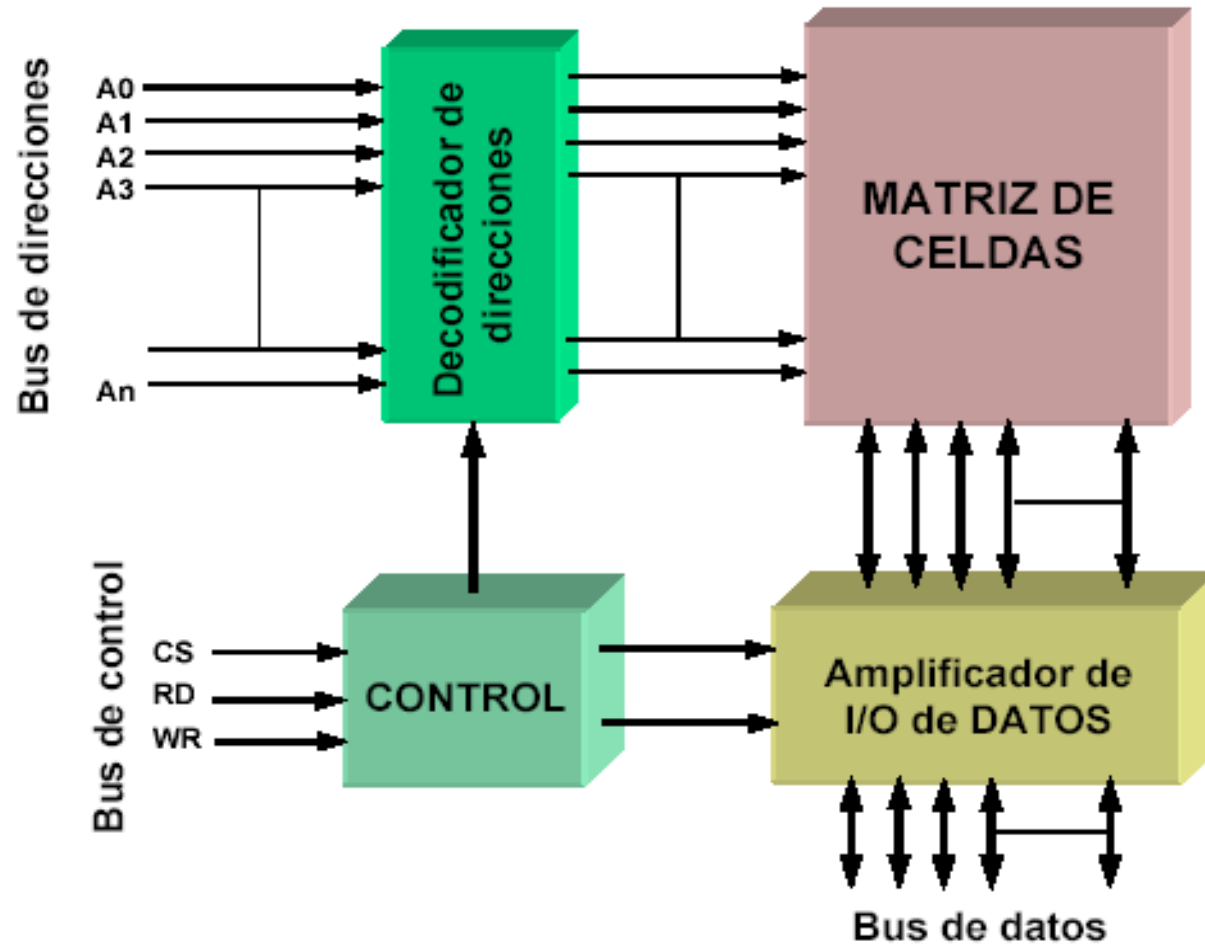 Bus de direcciones
A0
A1
A2
A3
An
Decodificador de
direcciones
MATRIZ DE
CELDAS
Bus de control
CS
RD
WR
CONTROL
Amplificador de
I/O de DATOS
Bus de datos